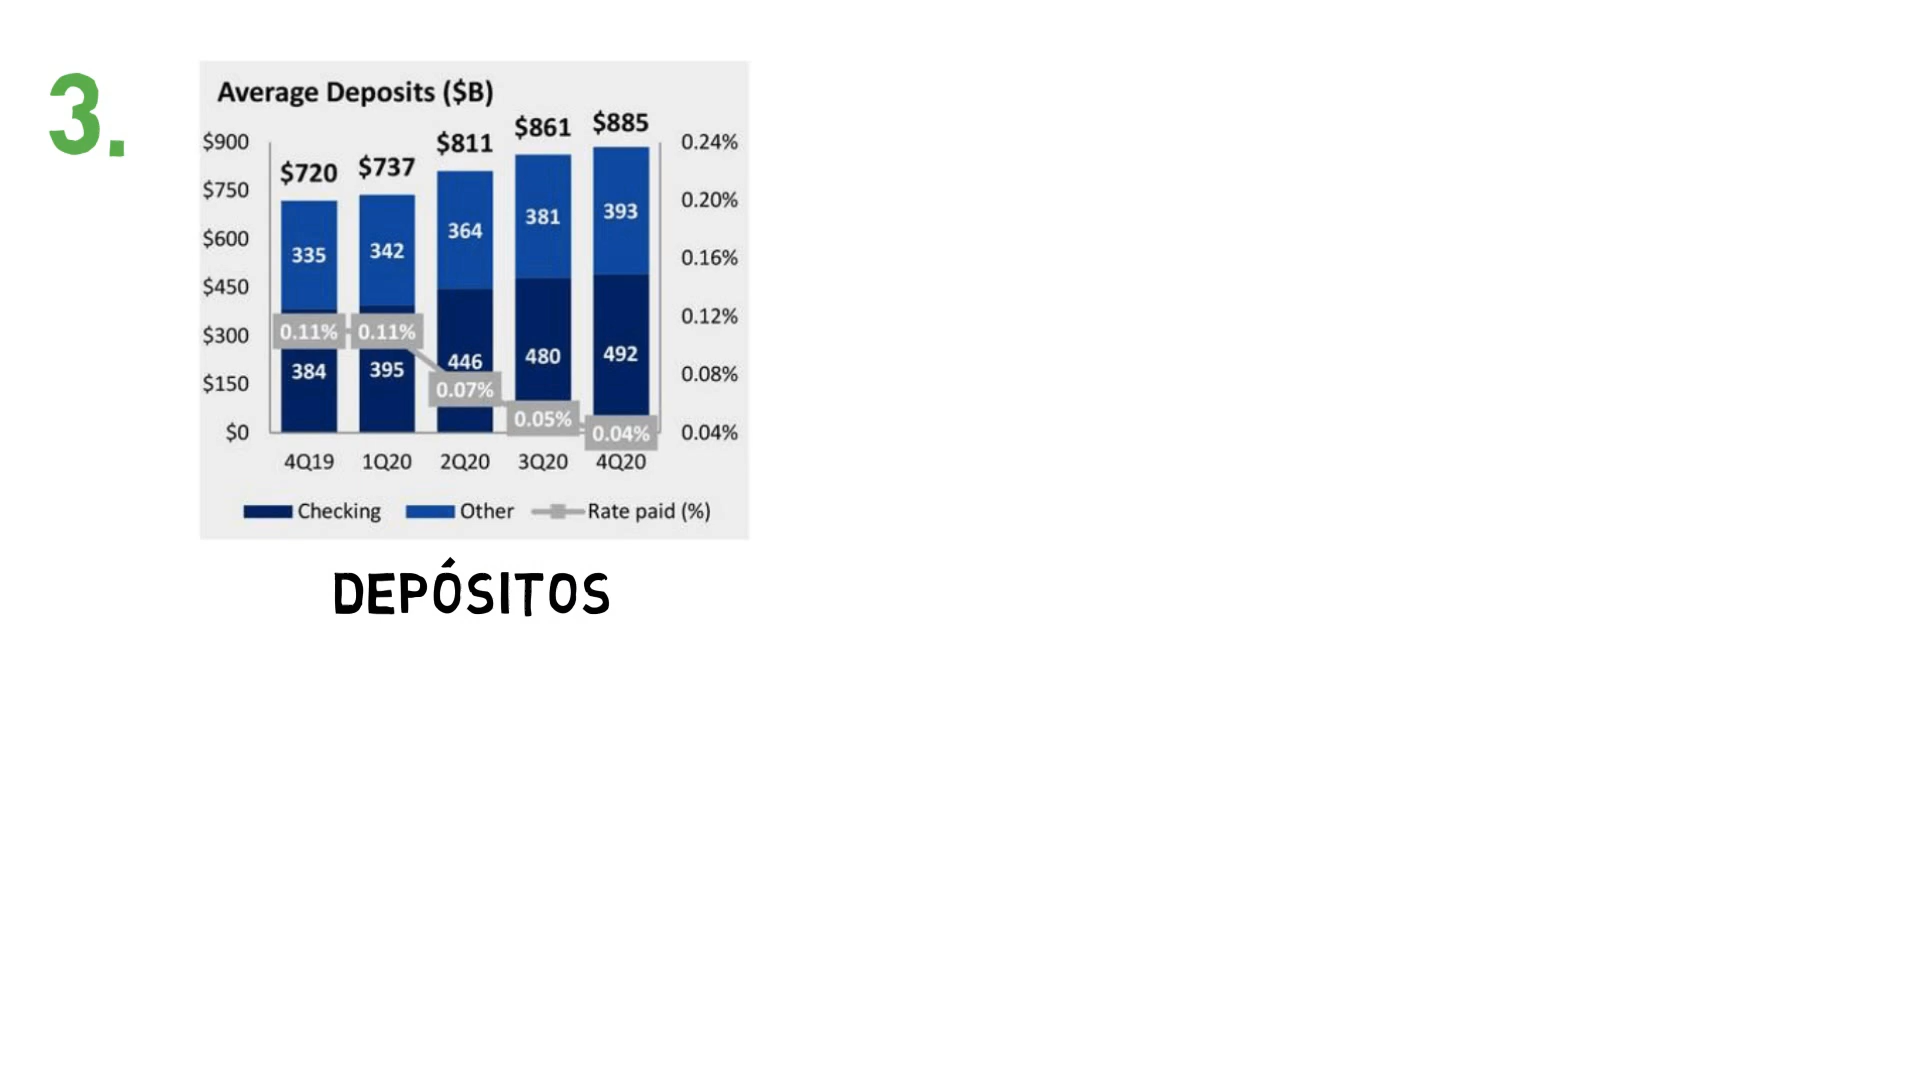 3.
Average Deposits ($B)
$900 $750 $600 $450 $300 $150 $0
$720 $737 $811 $861 $885
335 342 364 381 393
0.11% 0.11% 0.07% 0.05% 0.04%
384 395 446 480 492
0.24% 0.20% 0.16% 0.12% 0.08% 0.04%
4Q19 1Q20 2Q20 3Q20 4Q20
Checking Other Rate paid (%)
DEPÓSITOS